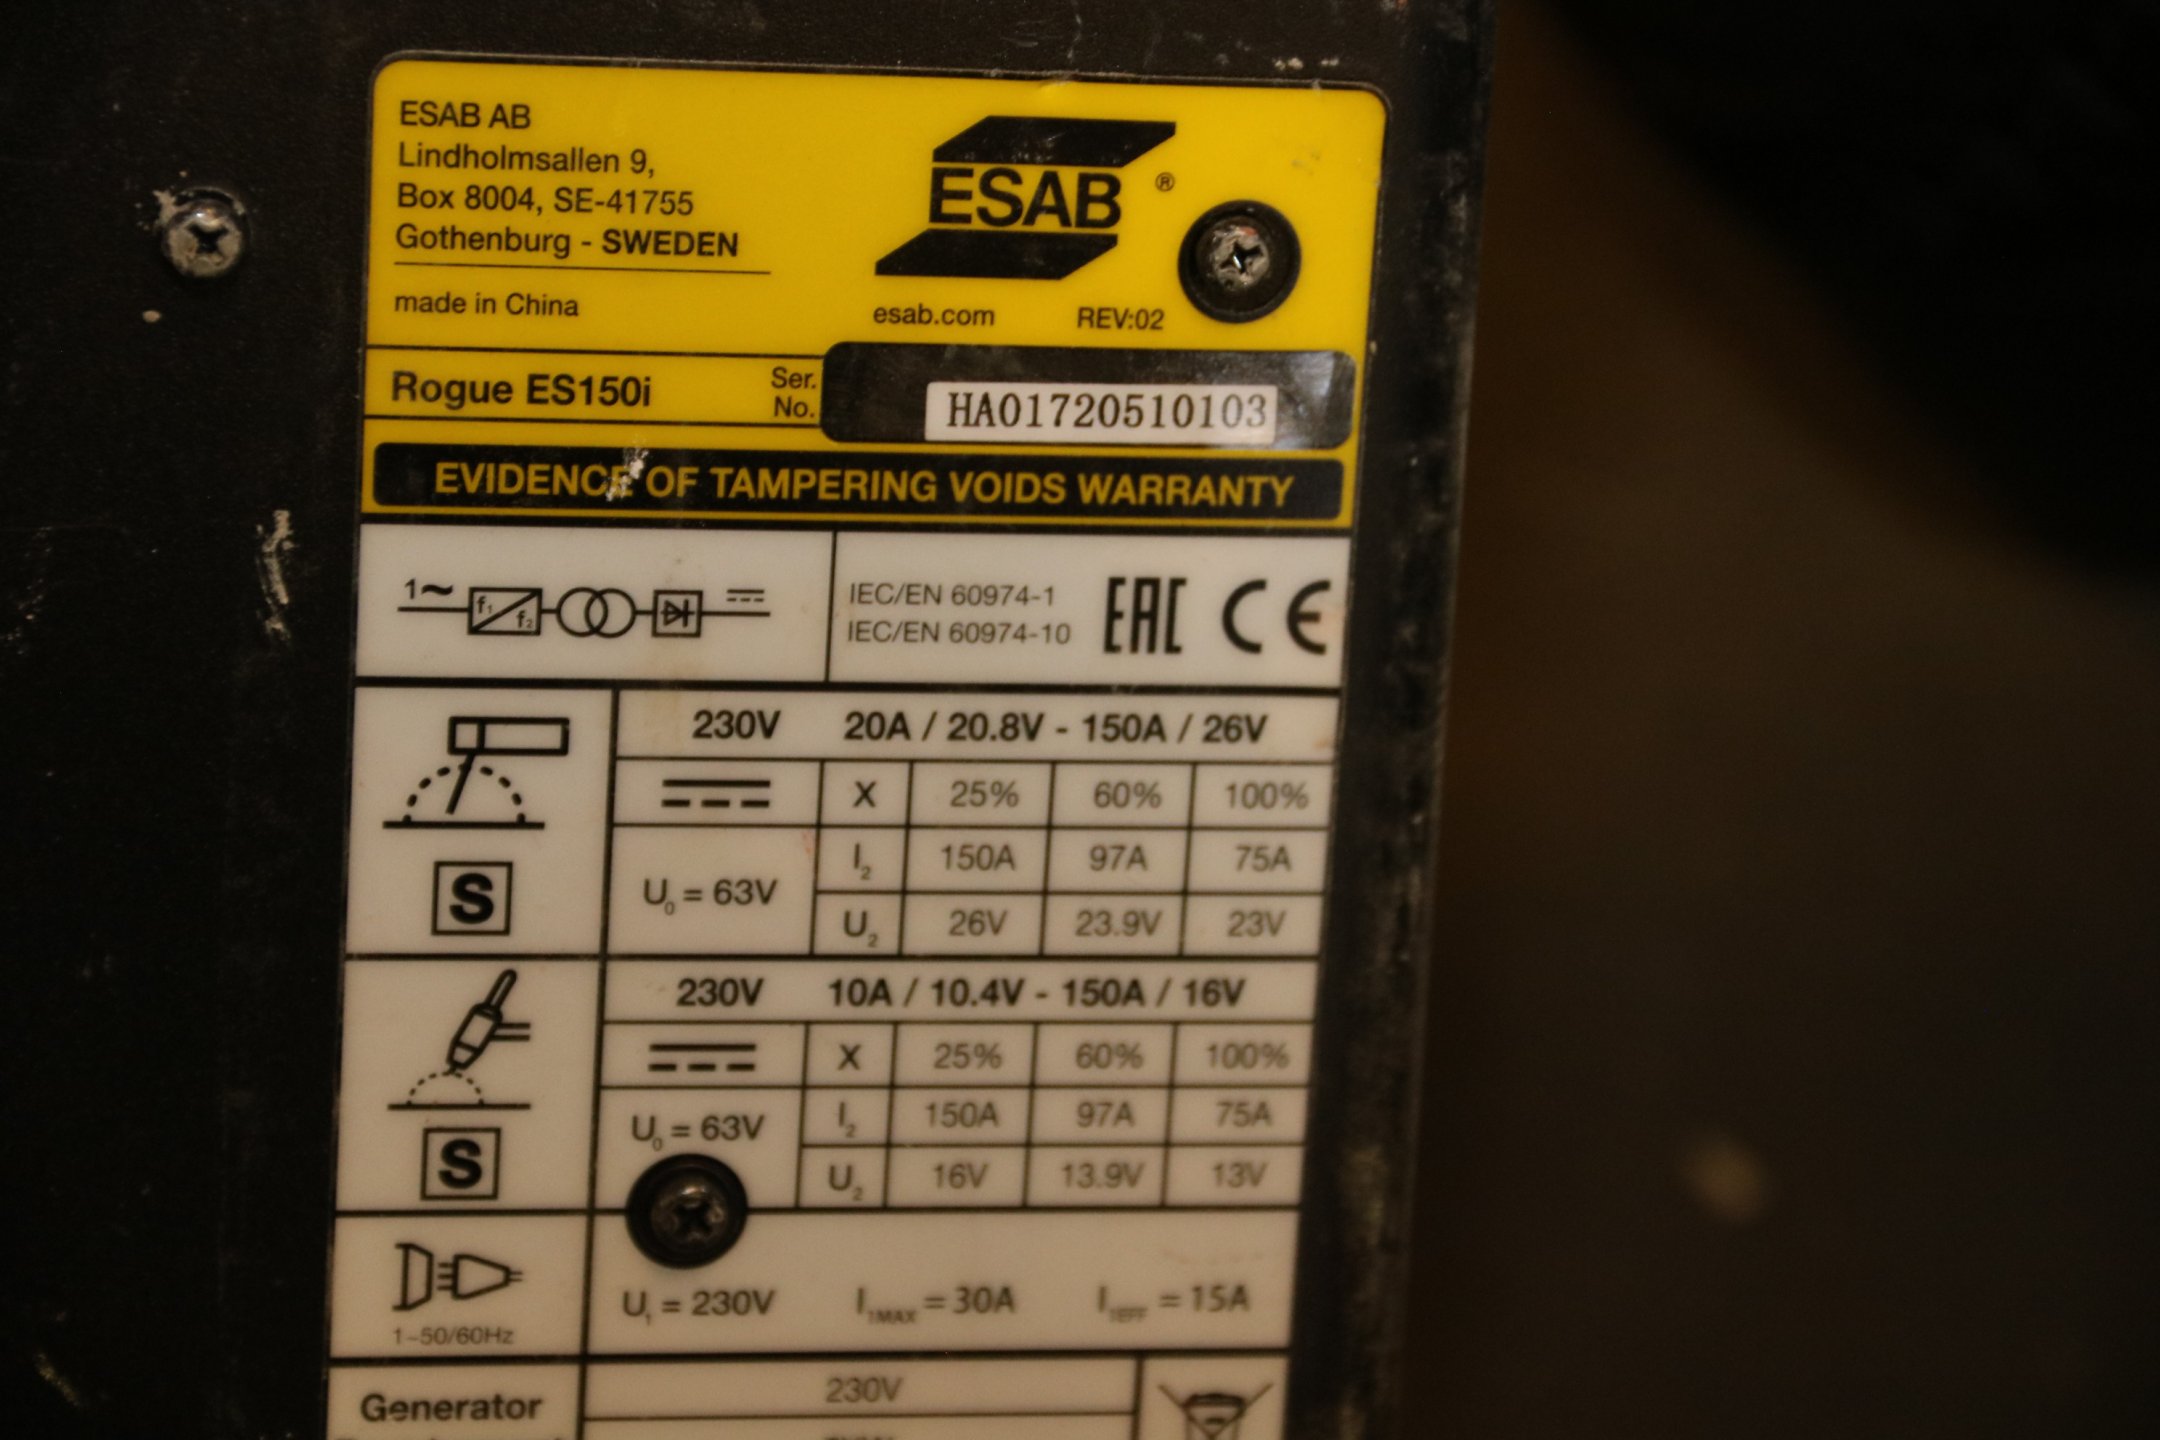 ESAB AB
Lindholmsallen 9,
Box 8004, SE-41755
Gothenburg - SWEDEN
made in China
ESAB ®
esab.com REV:02
Rogue ES150i
Ser. No. HA01720510103
EVIDENCE OF TAMPERING VOIDS WARRANTY
1~ f1 f2
IEC/EN 60974-1
IEC/EN 60974-10
EAC CE
230V 20A / 20.8V - 150A / 26V
X 25% 60% 100%
U0 = 63V
I2 150A 97A 75A
U2 26V 23.9V 23V
S
230V 10A / 10.4V - 150A / 16V
X 25% 60% 100%
U0 = 63V
I2 150A 97A 75A
U2 16V 13.9V 13V
S
1~50/60Hz
U1 = 230V I1MAX = 30A I1EFF = 15A
Generator
230V